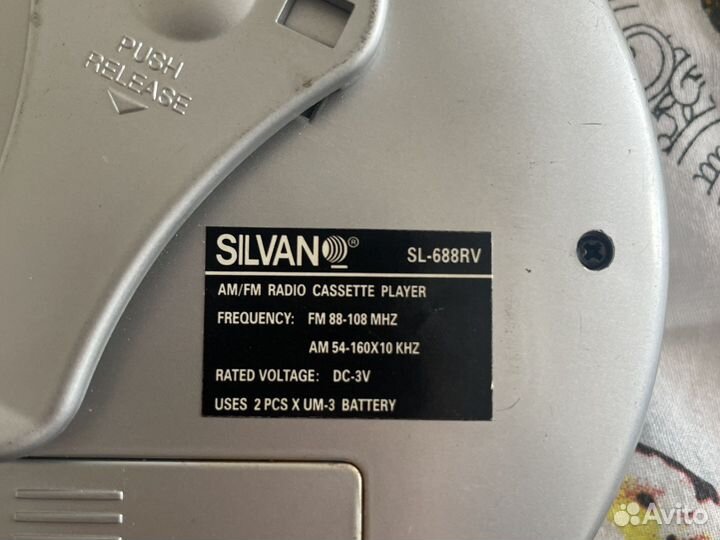 PUSH
RELEASE
SILVANO® SL-688RV
AM/FM RADIO CASSETTE PLAYER
FREQUENCY: FM 88-108 MHZ
AM 54-160X10 KHZ
RATED VOLTAGE: DC-3V
USES 2 PCS X UM-3 BATTERY
Avito